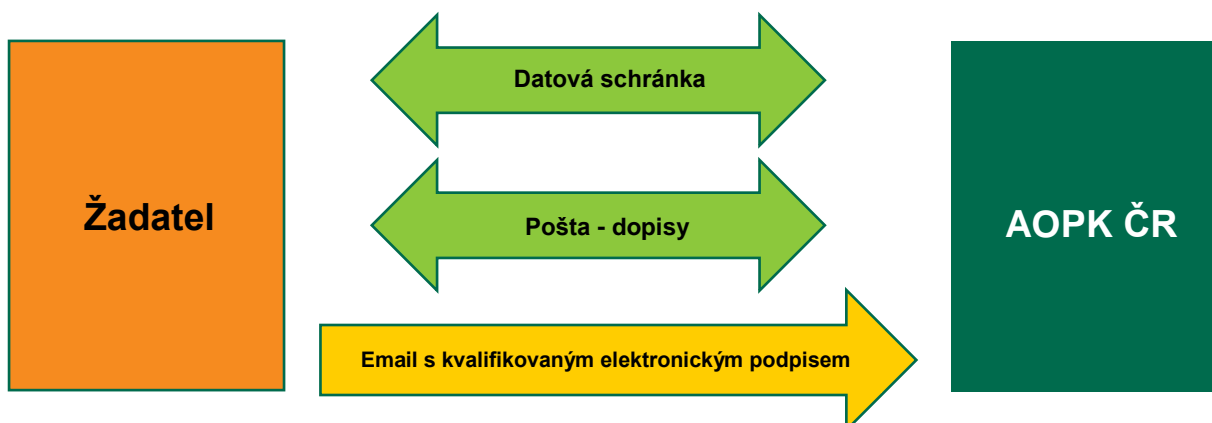 Datová schránka
Žadatel
Pošta - dopisy
AOPK ČR
Email s kvalifikovaným elektronickým podpisem